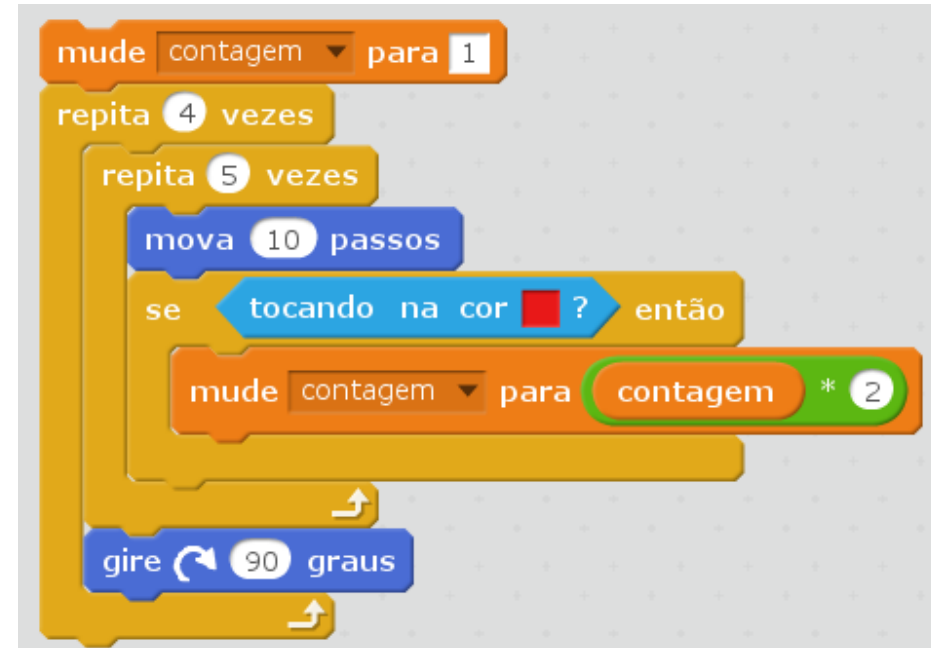 mude contagem para 1
repita 4 vezes
repita 5 vezes
mova 10 passos
se tocando na cor ? então
mude contagem para contagem * 2
gire 90 graus